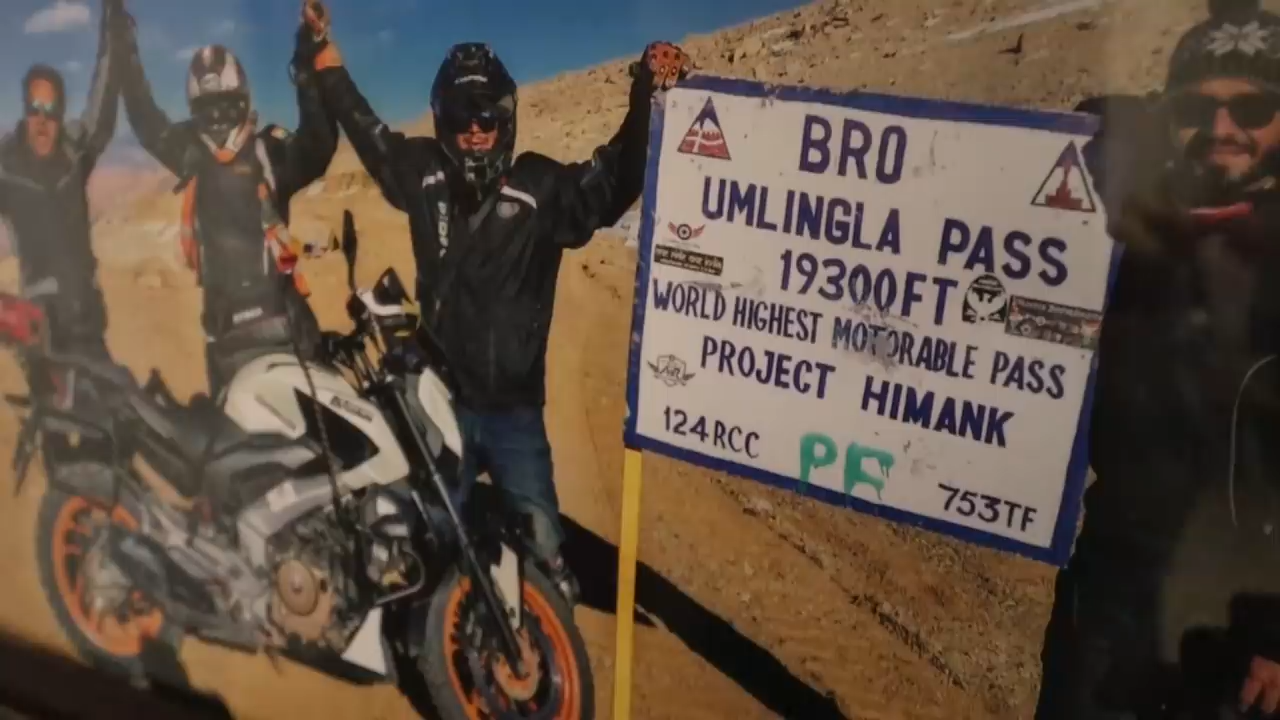 BRO
UMLINGLA PASS
19300FT
WORLD HIGHEST MOTORABLE PASS
PROJECT HIMANK
124RCC
PF
753TF